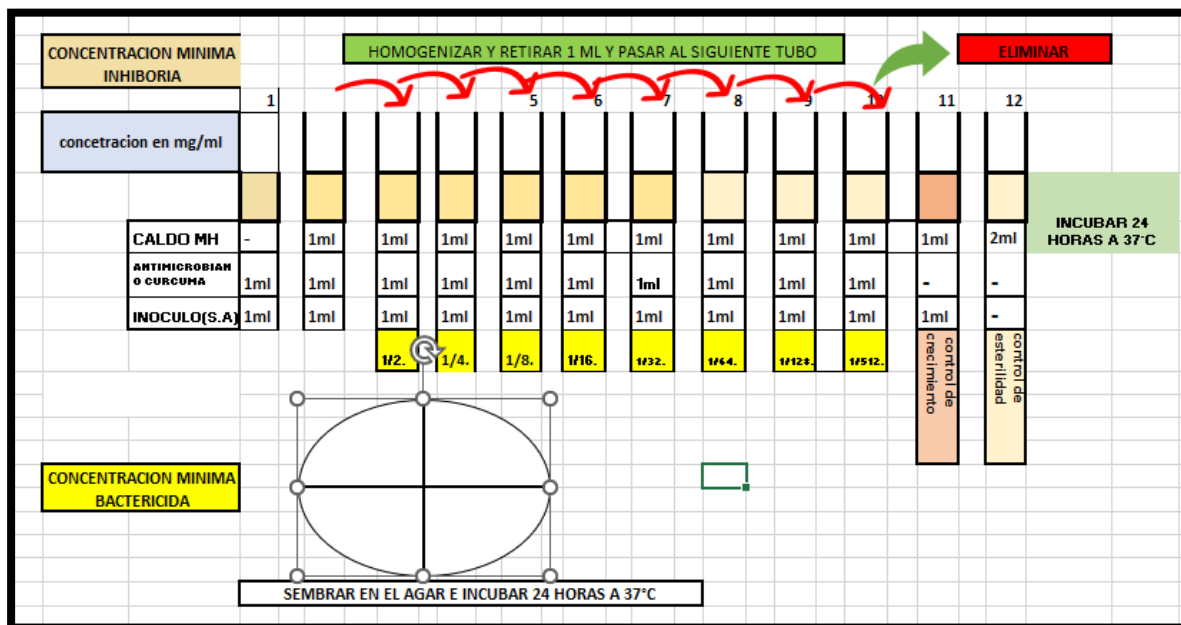 CONCENTRACION MINIMA
INHIBORIA
HOMOGENIZAR Y RETIRAR 1 ML Y PASAR AL SIGUIENTE TUBO
ELIMINAR
1 5 6 7 8 9 10 11 12
concetracion en mg/ml
INCUBAR 24
HORAS A 37°C
CALDO MH - 1ml 1ml 1ml 1ml 1ml 1ml 1ml 1ml 1ml 1ml 2ml
ANTIMICROBIAN
O CURCUMA 1ml 1ml 1ml 1ml 1ml 1ml 1ml 1ml 1ml 1ml - -
INOCULO(S.A) 1ml 1ml 1ml 1ml 1ml 1ml 1ml 1ml 1ml 1ml 1ml -
1/2. 1/4. 1/8. 1/16. 1/32. 1/64. 1/128. 1/512.
control de
crecimiento
control de
esterilidad
CONCENTRACION MINIMA
BACTERICIDA
SEMBRAR EN EL AGAR E INCUBAR 24 HORAS A 37°C